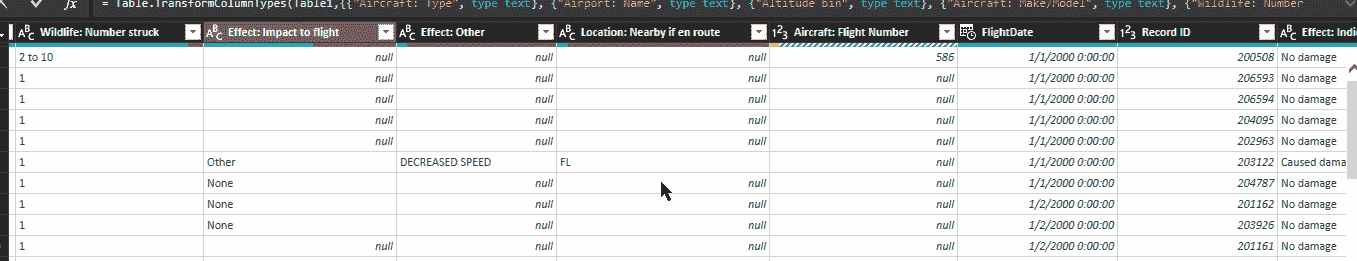 fx = Table.TransformColumnTypes(Table1,{{"Aircraft: Type", type text}, {"Airport: Name", type text}, {"Altitude bin", type text}, {"Aircraft: Make/Model", type text}, {"Wildlife: Number
ABC Wildlife: Number struck ABC Effect: Impact to flight ABC Effect: Other ABC Location: Nearby if en route 123 Aircraft: Flight Number FlightDate 123 Record ID ABC Effect: Indi
2 to 10 null null null 586 1/1/2000 0:00:00 200508 No damage
1 null null null null 1/1/2000 0:00:00 206593 No damage
1 null null null null 1/1/2000 0:00:00 206594 No damage
1 null null null null 1/1/2000 0:00:00 204095 No damage
1 null null null null 1/1/2000 0:00:00 202963 No damage
1 Other DECREASED SPEED FL null 1/1/2000 0:00:00 203122 Caused dama
1 None null null null 1/1/2000 0:00:00 204787 No damage
1 None null null null 1/2/2000 0:00:00 201162 No damage
1 None null null null 1/2/2000 0:00:00 203926 No damage
1 null null null null 1/2/2000 0:00:00 201161 No damage